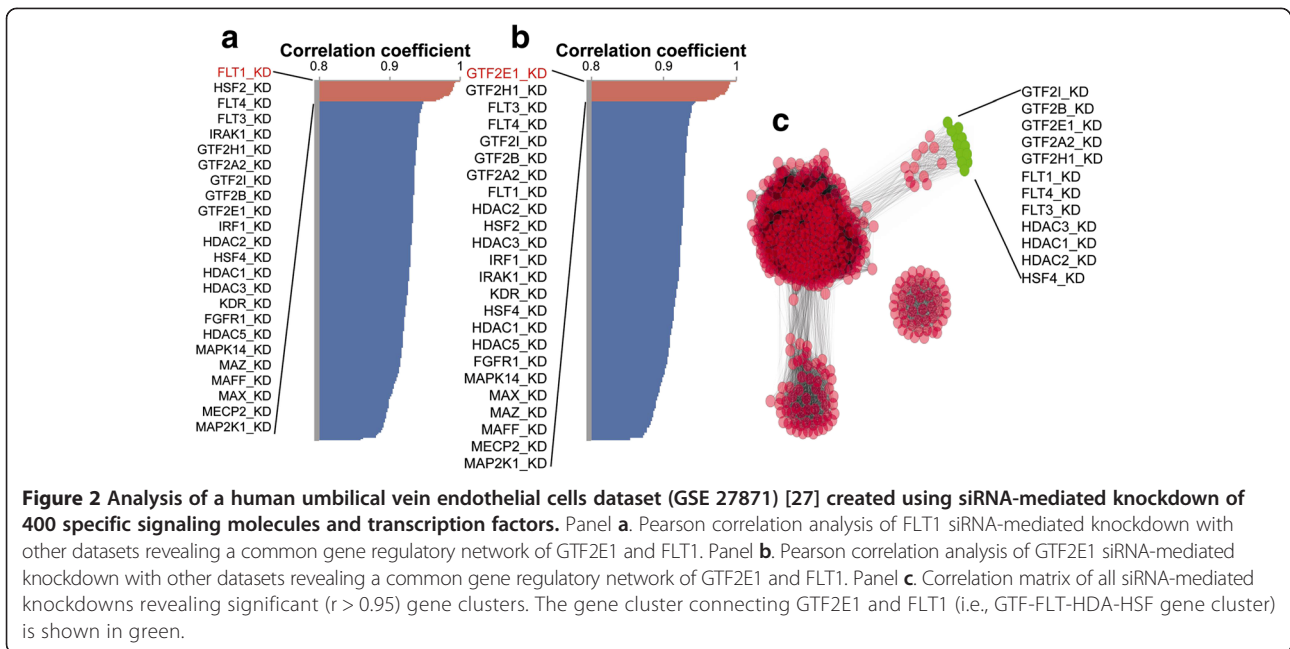 a
Correlation coefficient
0.8 0.9 1
FLT1_KD
HSF2_KD
FLT4_KD
FLT3_KD
IRAK1_KD
GTF2H1_KD
GTF2A2_KD
GTF2I_KD
GTF2B_KD
GTF2E1_KD
IRF1_KD
HDAC2_KD
HSF4_KD
HDAC1_KD
HDAC3_KD
KDR_KD
FGFR1_KD
HDAC5_KD
MAPK14_KD
MAZ_KD
MAFF_KD
MAX_KD
MECP2_KD
MAP2K1_KD
b
Correlation coefficient
0.8 0.9 1
GTF2E1_KD
GTF2H1_KD
FLT3_KD
FLT4_KD
GTF2I_KD
GTF2B_KD
GTF2A2_KD
FLT1_KD
HDAC2_KD
HSF2_KD
HDAC3_KD
IRF1_KD
IRAK1_KD
KDR_KD
HSF4_KD
HDAC1_KD
HDAC5_KD
FGFR1_KD
MAPK14_KD
MAX_KD
MAZ_KD
MAFF_KD
MECP2_KD
MAP2K1_KD
c
GTF2I_KD
GTF2B_KD
GTF2E1_KD
GTF2A2_KD
GTF2H1_KD
FLT1_KD
FLT4_KD
FLT3_KD
HDAC3_KD
HDAC1_KD
HDAC2_KD
HSF4_KD
Figure 2 Analysis of a human umbilical vein endothelial cells dataset (GSE 27871) [27] created using siRNA-mediated knockdown of
400 specific signaling molecules and transcription factors. Panel a. Pearson correlation analysis of FLT1 siRNA-mediated knockdown with
other datasets revealing a common gene regulatory network of GTF2E1 and FLT1. Panel b. Pearson correlation analysis of GTF2E1 siRNA-mediated
knockdown with other datasets revealing a common gene regulatory network of GTF2E1 and FLT1. Panel c. Correlation matrix of all siRNA-mediated
knockdowns revealing significant (r > 0.95) gene clusters. The gene cluster connecting GTF2E1 and FLT1 (i.e., GTF-FLT-HDA-HSF gene cluster)
is shown in green.